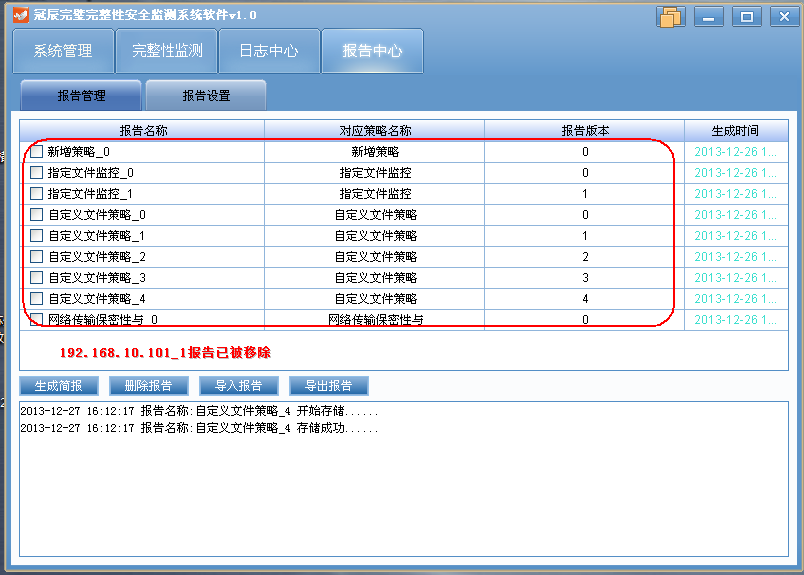 冠辰完璧完整性安全监测系统软件v1.0
系统管理 完整性监测 日志中心 报告中心
报告管理 报告设置
报告名称 对应策略名称 报告版本 生成时间
新增策略_0 新增策略 0 2013-12-26 1...
指定文件监控_0 指定文件监控 0 2013-12-26 1...
指定文件监控_1 指定文件监控 1 2013-12-26 1...
自定义文件策略_0 自定义文件策略 0 2013-12-26 1...
自定义文件策略_1 自定义文件策略 1 2013-12-26 1...
自定义文件策略_2 自定义文件策略 2 2013-12-26 1...
自定义文件策略_3 自定义文件策略 3 2013-12-26 1...
自定义文件策略_4 自定义文件策略 4 2013-12-26 1...
网络传输保密性与_0 网络传输保密性与 0 2013-12-26 1...
192.168.10.101_1报告已被移除
生成简报 删除报告 导入报告 导出报告
2013-12-27 16:12:17 报告名称:自定义文件策略_4 开始存储......
2013-12-27 16:12:17 报告名称:自定义文件策略_4 存储成功......